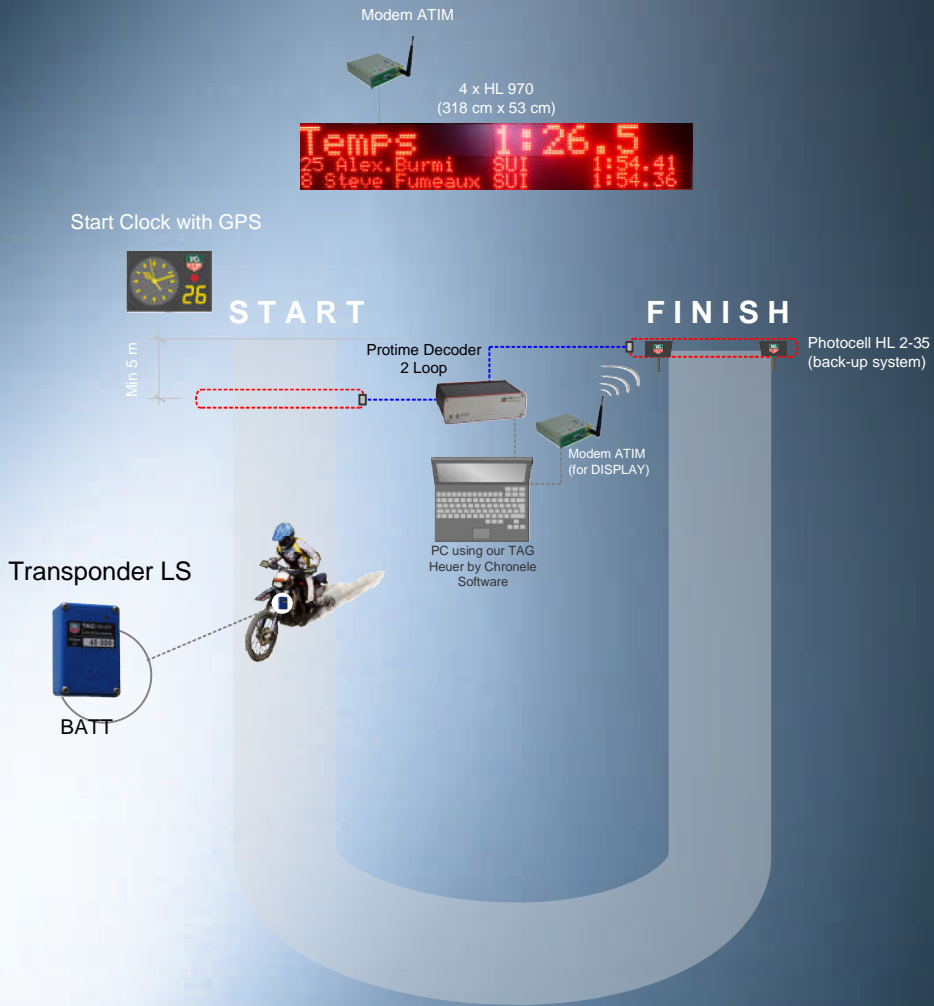 Modem ATIM
4 x HL 970
(318 cm x 53 cm)
Temps 1:26.5
25 Alex.Burmi SUI 1:54.41
8 Steve Fumeaux SUI 1:54.36
Start Clock with GPS
26
START
FINISH
Min 5 m
Protime Decoder
2 Loop
Photocell HL 2-35
(back-up system)
Modem ATIM
(for DISPLAY)
PC using our TAG
Heuer by Chronele
Software
Transponder LS
BATT